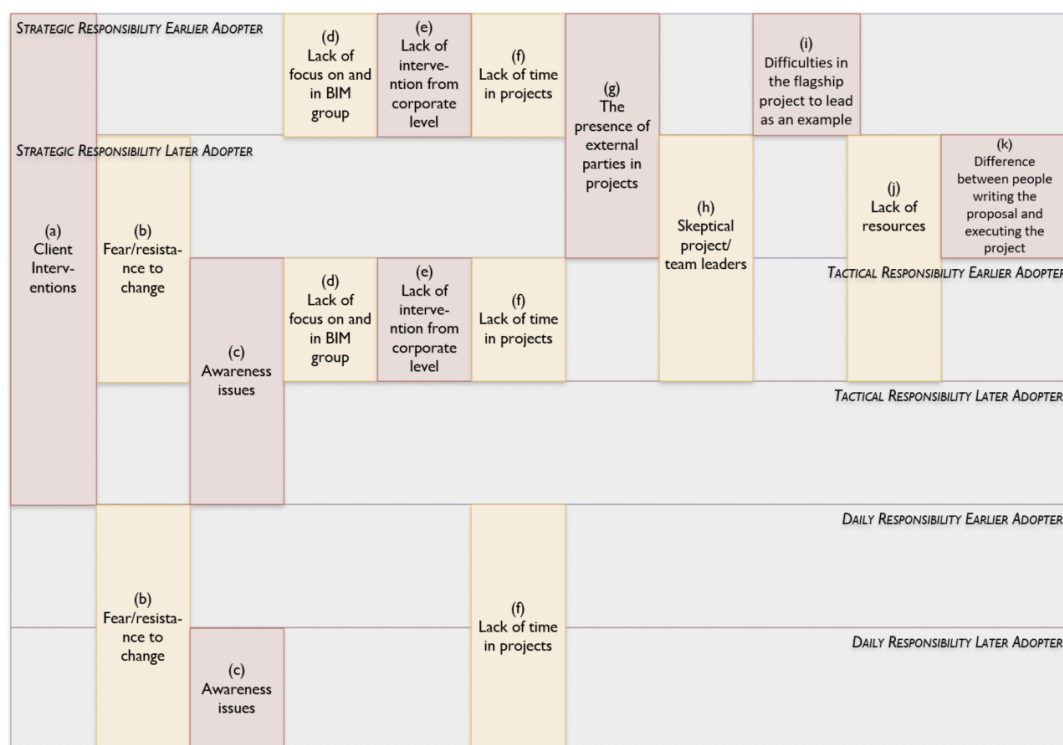 STRATEGIC RESPONSIBILITY EARLIER ADOPTER
(d)
Lack of
focus on and
in BIM
group
(e)
Lack of
interve-
ntion from
corporate
level
(f)
Lack of time
in projects
(g)
The
presence of
external
parties in
projects
(i)
Difficulties in
the flagship
project to lead
as an example
STRATEGIC RESPONSIBILITY LATER ADOPTER
(a)
Client
Interv-
entions
(b)
Fear/resista-
nce to
change
(h)
Skeptical
project/
team leaders
(j)
Lack of
resources
(k)
Difference
between people
writing the
proposal and
executing the
project
TACTICAL RESPONSIBILITY EARLIER ADOPTER
(c)
Awareness
issues
(d)
Lack of
focus on and
in BIM
group
(e)
Lack of
interve-
ntion from
corporate
level
(f)
Lack of time
in projects
TACTICAL RESPONSIBILITY LATER ADOPTER
DAILY RESPONSIBILITY EARLIER ADOPTER
(b)
Fear/resista-
nce to
change
(f)
Lack of time
in projects
DAILY RESPONSIBILITY LATER ADOPTER
(c)
Awareness
issues